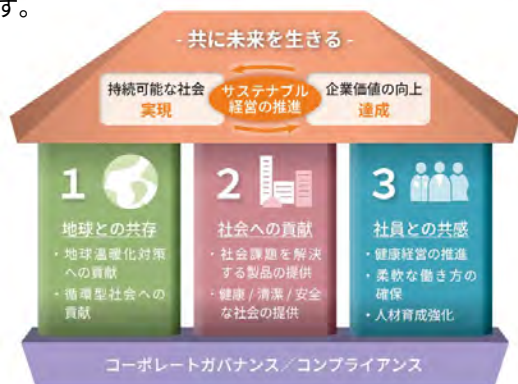 す。
- 共に未来を生きる -
持続可能な社会
実現
サステナブル
経営の推進
企業価値の向上
達成
1
地球との共存
・地球温暖化対策
への貢献
・循環型社会への
貢献
2
社会への貢献
・社会課題を解決
する製品の提供
・健康/清潔/安全
な社会の提供
3
社員との共感
・健康経営の推進
・柔軟な働き方の
確保
・人材育成強化
コーポレートガバナンス/コンプライアンス